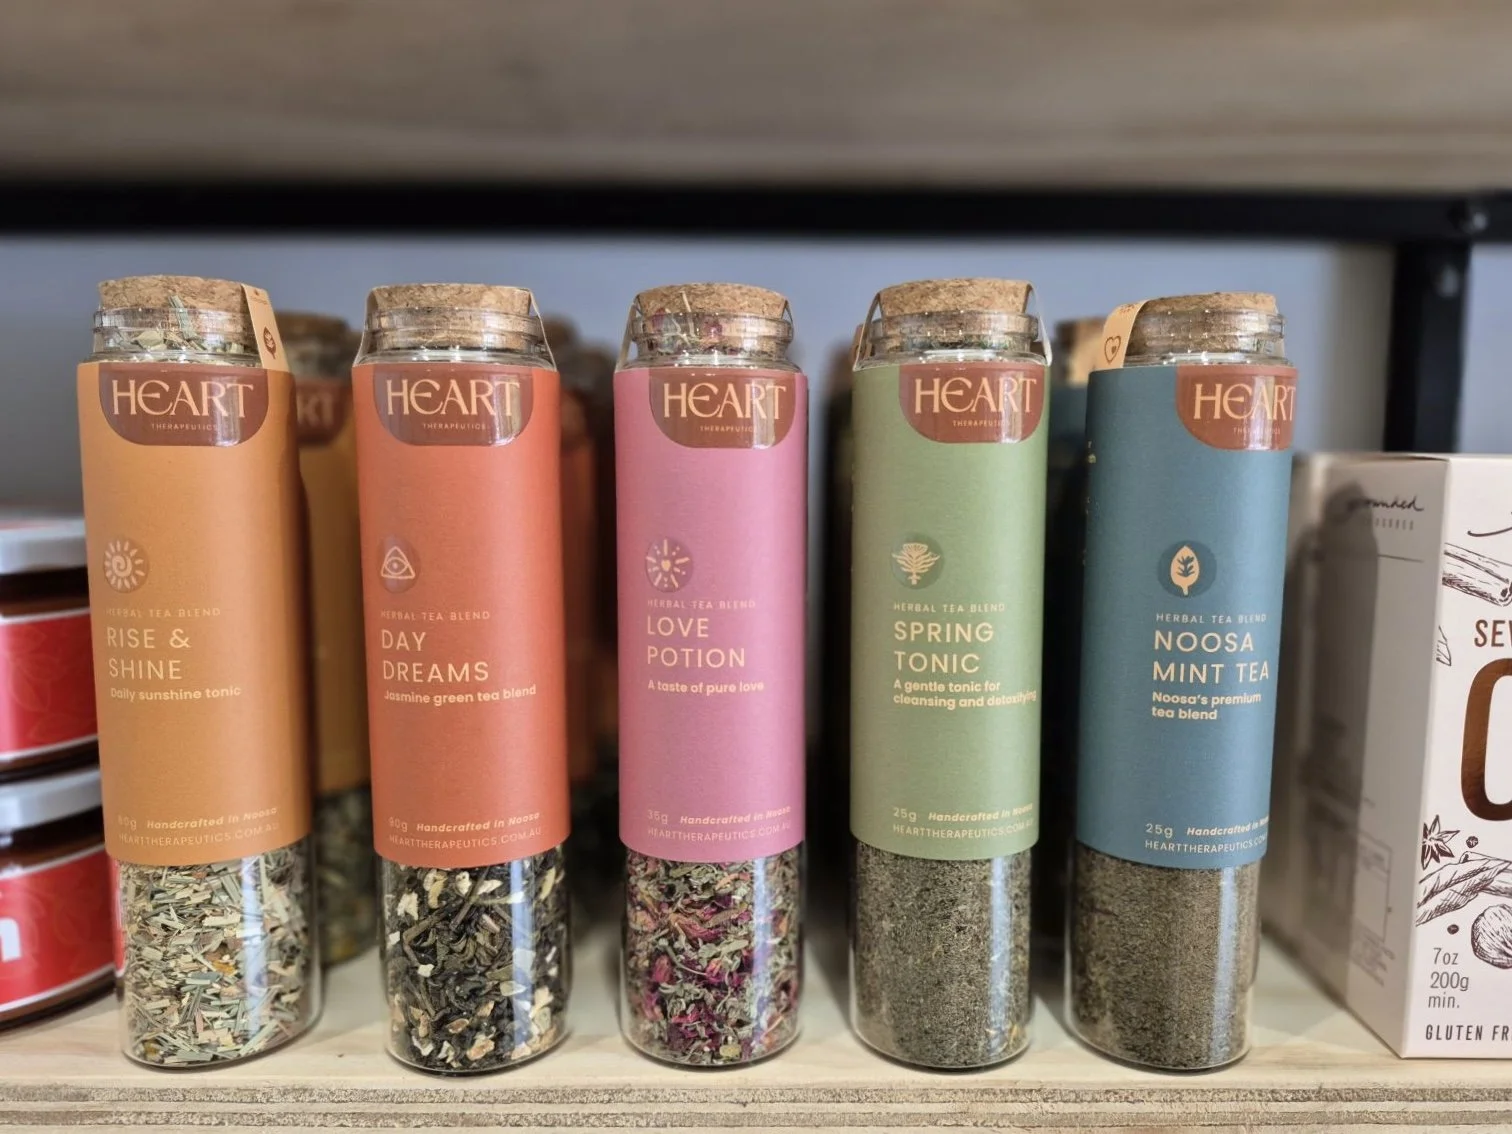 HEART
THERAPEUTICS
HERBAL TEA BLEND
RISE &
SHINE
Daily sunshine tonic
Handcrafted in Noosa
HEARTTHERAPEUTICS.COM.AU
HEART
THERAPEUTICS
HERBAL TEA BLEND
DAY
DREAMS
Jasmine green tea blend
90g Handcrafted in Noosa
HEARTTHERAPEUTICS.COM.AU
HEART
THERAPEUTICS
HERBAL TEA BLEND
LOVE
POTION
A taste of pure love
35g Handcrafted in Noosa
HEARTTHERAPEUTICS.COM.AU
HEART
THERAPEUTICS
HERBAL TEA BLEND
SPRING
TONIC
A gentle tonic for
cleansing and detoxifying
25g Handcrafted in Noosa
HEARTTHERAPEUTICS.COM.AU
HEART
HERBAL TEA BLEND
NOOSA
MINT TEA
Noosa's premium
tea blend
25g Handcrafted in
HEARTTHERAPEUTICS.CO
grounded
7oz
200g
min.
GLUTEN FR